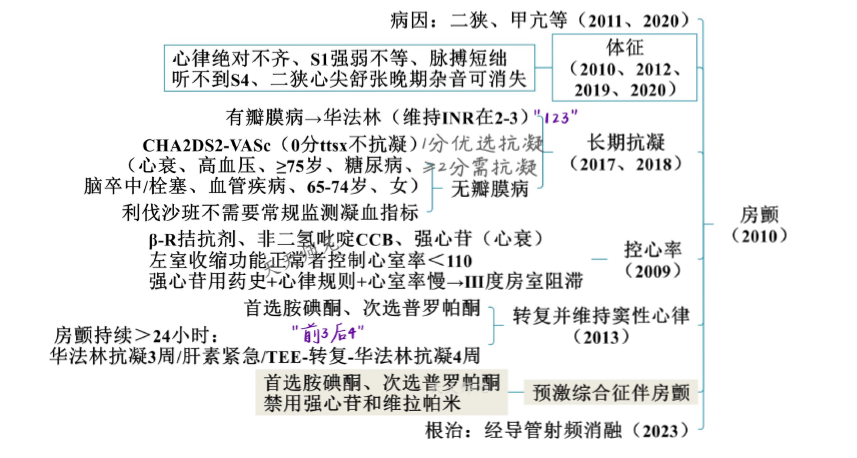 病因：二狭、甲亢等（2011、2020）
心律绝对不齐、S1强弱不等、脉搏短绌
听不到S4、二狭心尖舒张晚期杂音可消失
体征
（2010、2012、
2019、2020）
有瓣膜病→华法林（维持INR在2-3）"123"
CHA2DS2-VASc（0分ttsx不抗凝）1分优选抗凝
（心衰、高血压、≥75岁、糖尿病、≥2分需抗凝
脑卒中/栓塞、血管疾病、65-74岁、女）
无瓣膜病
利伐沙班不需要常规监测凝血指标
长期抗凝
（2017、2018）
房颤
（2010）
β-R拮抗剂、非二氢吡啶CCB、强心苷（心衰）
左室收缩功能正常者控制心室率＜110
强心苷用药史+心律规则+心室率慢→III度房室阻滞
控心率
（2009）
首选胺碘酮、次选普罗帕酮
房颤持续＞24小时： "前3后4"
华法林抗凝3周/肝素紧急/TEE-转复-华法林抗凝4周
转复并维持窦性心律
（2013）
首选胺碘酮、次选普罗帕酮
禁用强心苷和维拉帕米
预激综合征伴房颤
根治：经导管射频消融（2023）